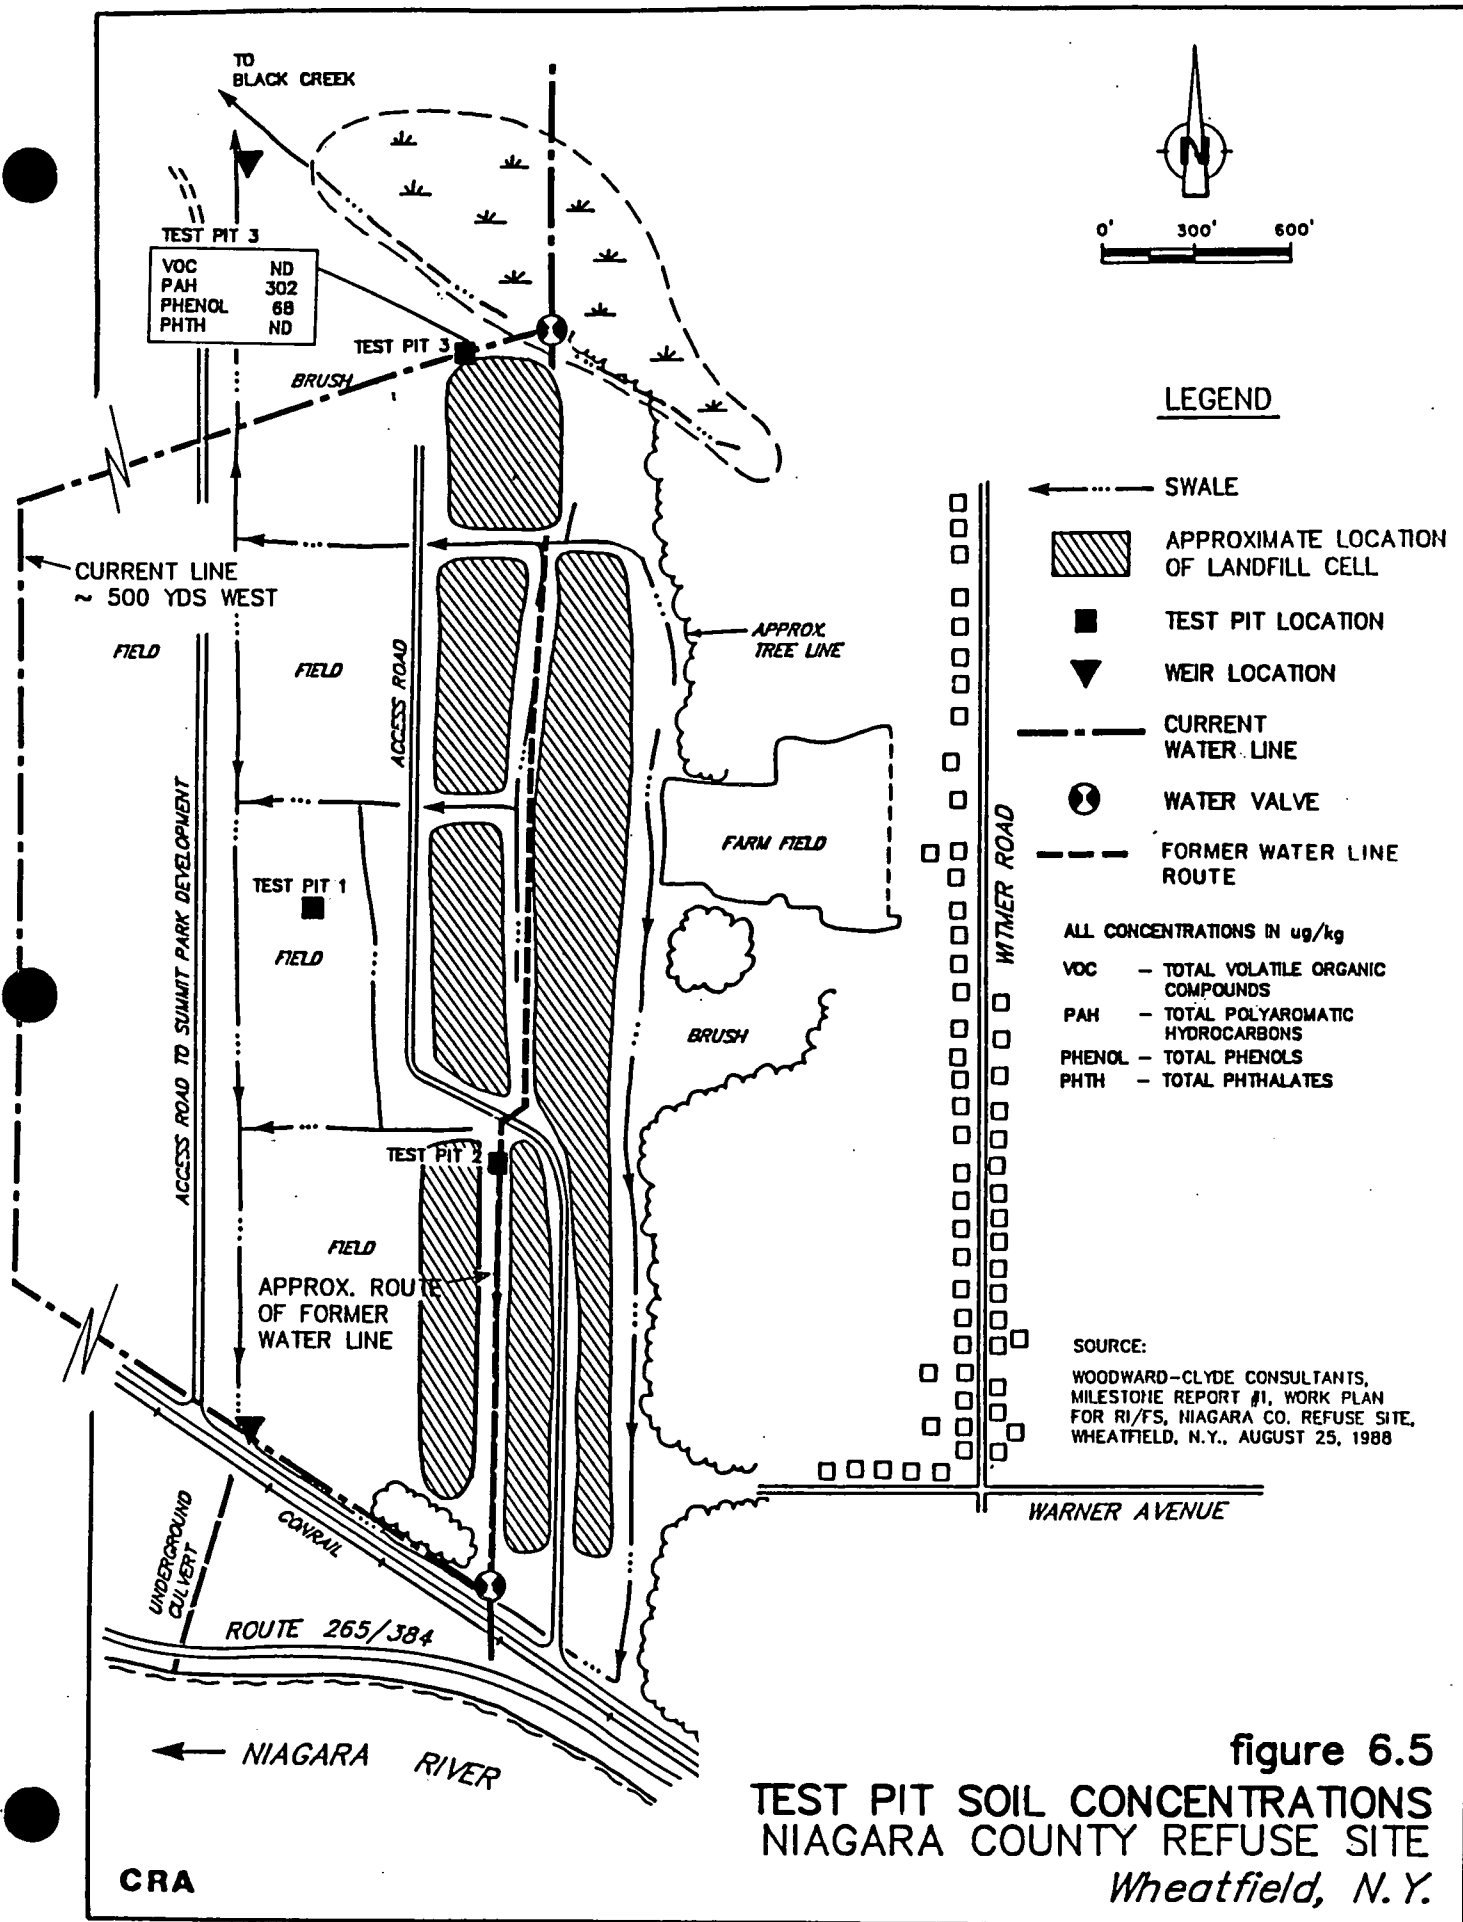 TO
BLACK CREEK
N
0' 300' 600'
TEST PIT 3
VOC ND
PAH 302
PHENOL 68
PHTH ND
TEST PIT 3
BRUSH
LEGEND
SWALE
APPROXIMATE LOCATION
OF LANDFILL CELL
TEST PIT LOCATION
WEIR LOCATION
CURRENT
WATER LINE
WATER VALVE
FORMER WATER LINE
ROUTE
ALL CONCENTRATIONS IN ug/kg
VOC – TOTAL VOLATILE ORGANIC
COMPOUNDS
PAH – TOTAL POLYAROMATIC
HYDROCARBONS
PHENOL – TOTAL PHENOLS
PHTH – TOTAL PHTHALATES
CURRENT LINE
~ 500 YDS WEST
FIELD
FIELD
ACCESS ROAD
APPROX.
TREE LINE
FARM FIELD
WITMER ROAD
TEST PIT 1
FIELD
BRUSH
ACCESS ROAD TO SUMMIT PARK DEVELOPMENT
TEST PIT 2
FIELD
APPROX. ROUTE
OF FORMER
WATER LINE
SOURCE:
WOODWARD-CLYDE CONSULTANTS,
MILESTONE REPORT #1, WORK PLAN
FOR RI/FS, NIAGARA CO. REFUSE SITE,
WHEATFIELD, N.Y., AUGUST 25, 1988
WARNER AVENUE
CONRAIL
UNDERGROUND
CULVERT
ROUTE 265/384
NIAGARA RIVER
figure 6.5
TEST PIT SOIL CONCENTRATIONS
NIAGARA COUNTY REFUSE SITE
Wheatfield, N.Y.
CRA